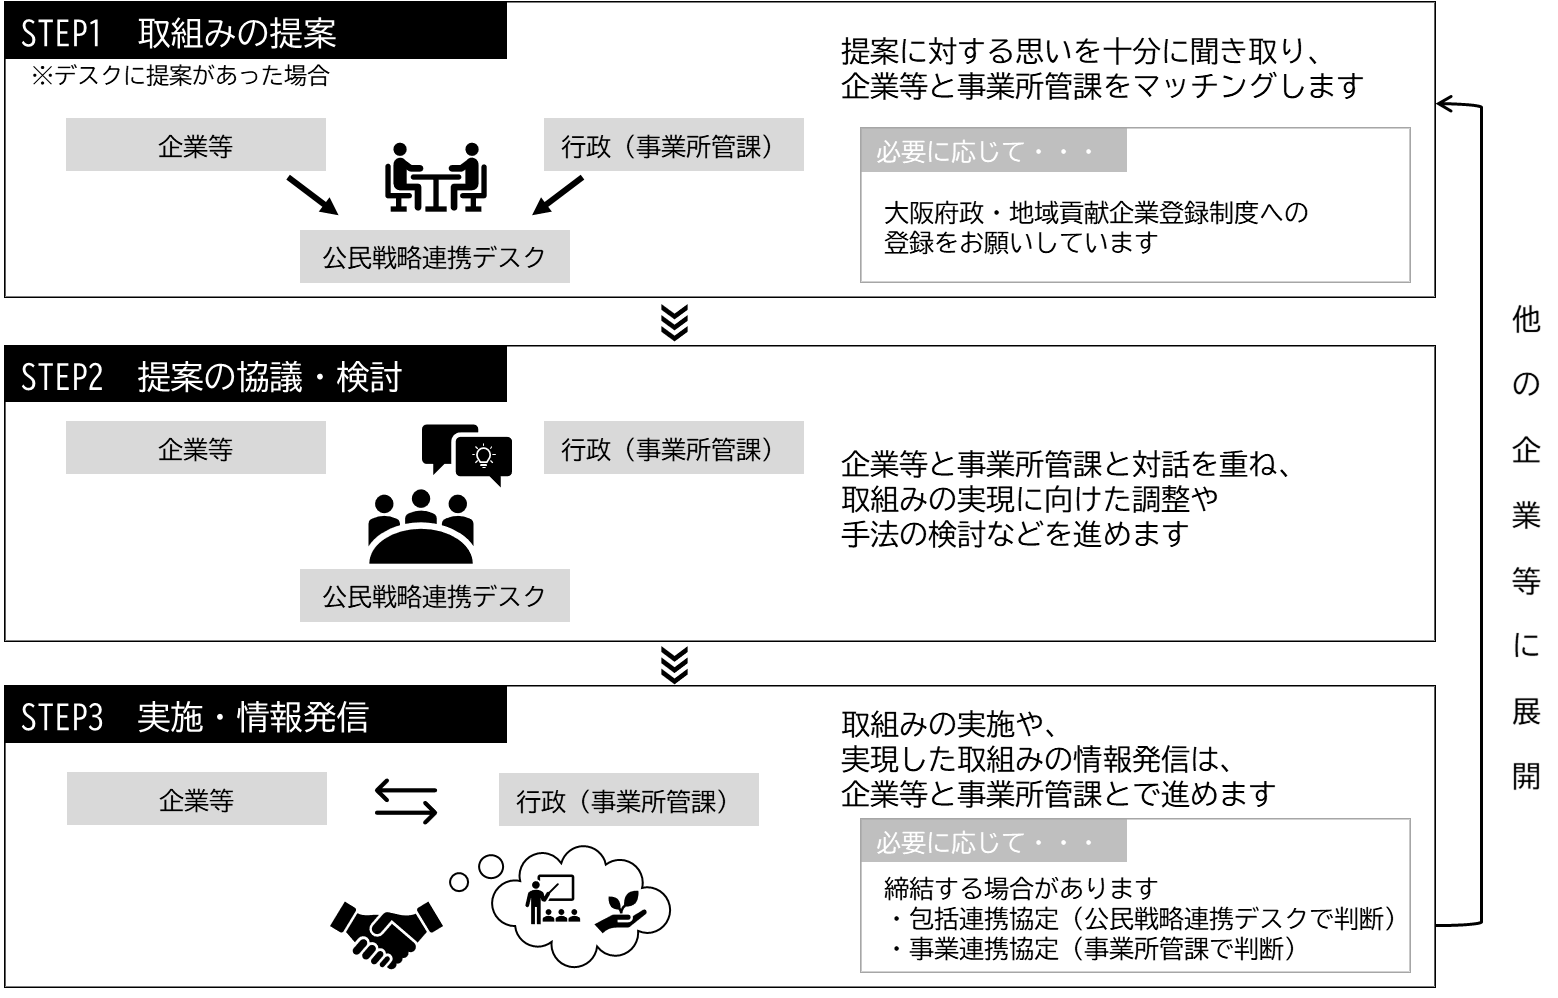 STEP1 取組みの提案
※デスクに提案があった場合
企業等
行政（事業所管課）
公民戦略連携デスク
提案に対する思いを十分に聞き取り、
企業等と事業所管課をマッチングします
必要に応じて・・・
大阪府政・地域貢献企業登録制度への
登録をお願いしています
STEP2 提案の協議・検討
企業等
行政（事業所管課）
公民戦略連携デスク
企業等と事業所管課と対話を重ね、
取組みの実現に向けた調整や
手法の検討などを進めます
STEP3 実施・情報発信
企業等
行政（事業所管課）
取組みの実施や、
実現した取組みの情報発信は、
企業等と事業所管課とで進めます
必要に応じて・・・
締結する場合があります
・包括連携協定（公民戦略連携デスクで判断）
・事業連携協定（事業所管課で判断）
他の企業等に展開